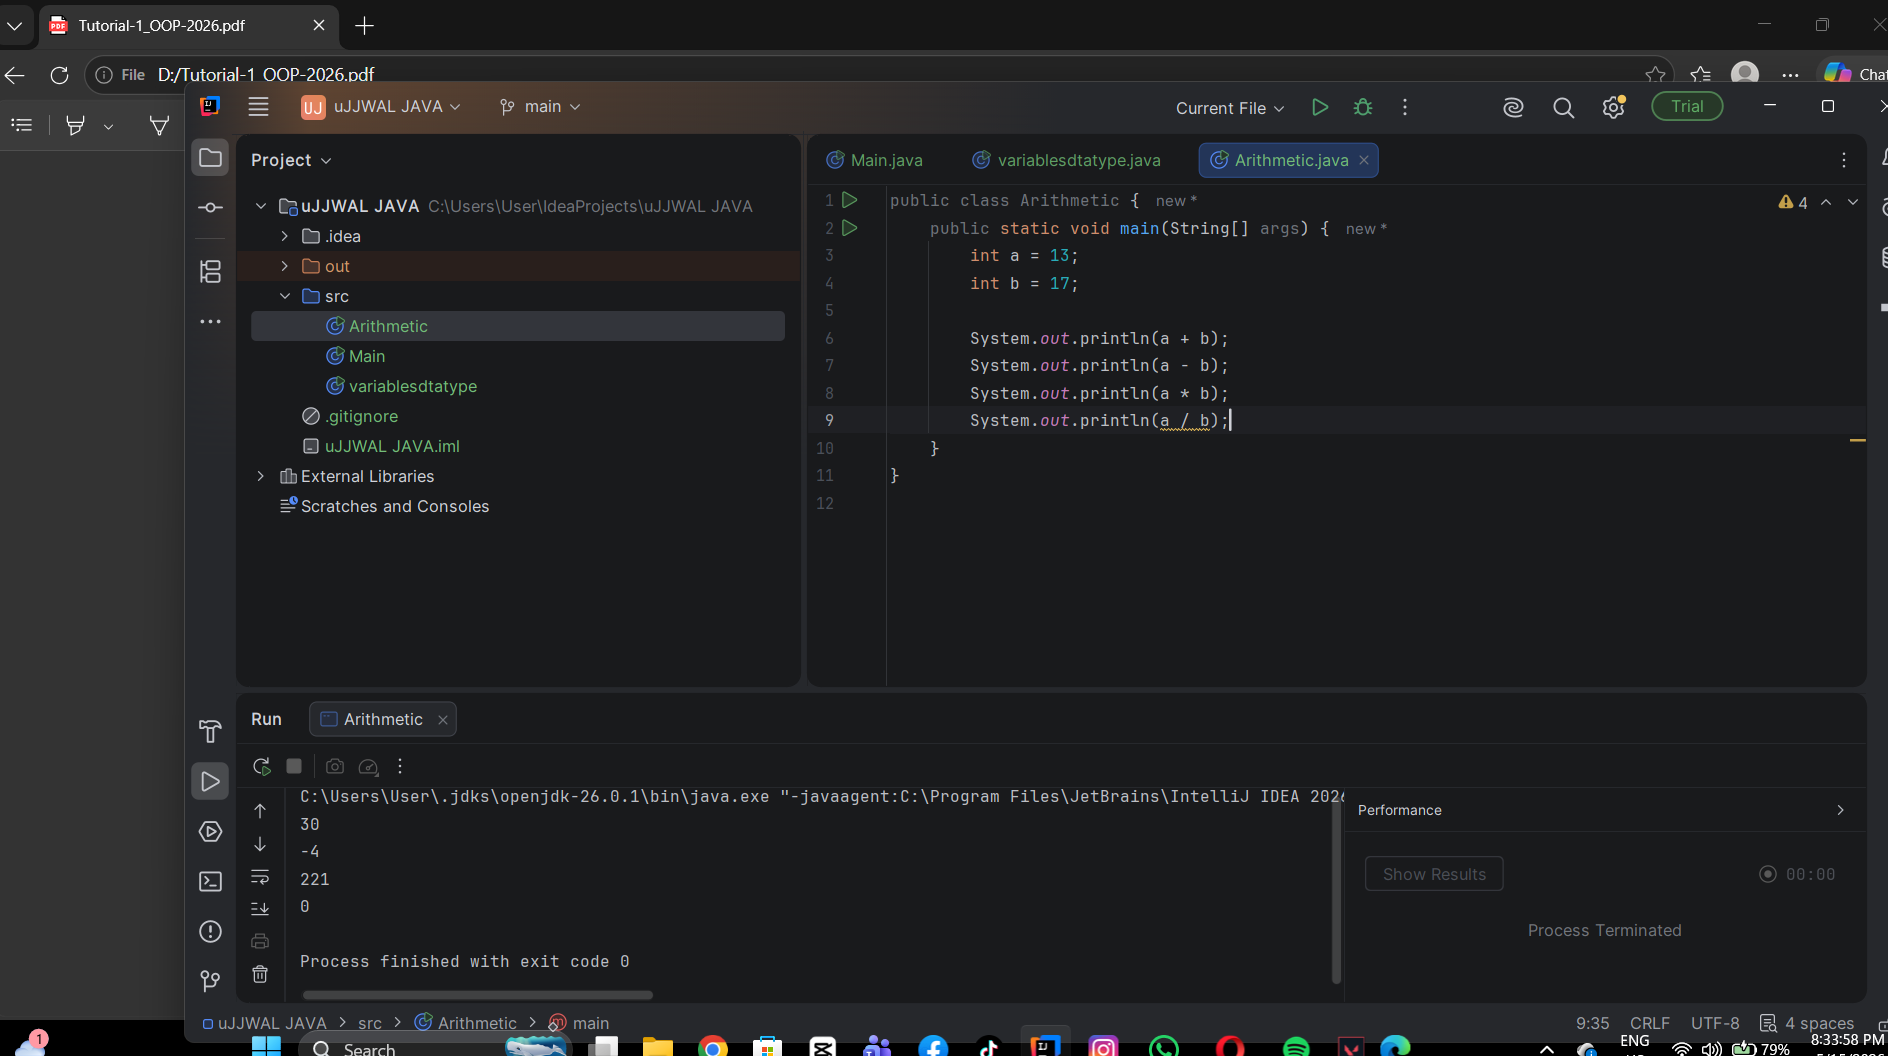 Tutorial-1_OOP-2026.pdf
File D:/Tutorial-1_OOP-2026.pdf
Chat
UJ uJJWAL JAVA main Current File Trial
Project
uJJWAL JAVA C:\Users\User\IdeaProjects\uJJWAL JAVA
.idea
out
src
Arithmetic
Main
variablesdtatype
.gitignore
uJJWAL JAVA.iml
External Libraries
Scratches and Consoles
Main.java variablesdtatype.java Arithmetic.java
4
1 public class Arithmetic { new *
2 public static void main(String[] args) { new *
3 int a = 13;
4 int b = 17;
5
6 System.out.println(a + b);
7 System.out.println(a - b);
8 System.out.println(a * b);
9 System.out.println(a / b);
10 }
11 }
12
Run Arithmetic
C:\Users\User\.jdks\openjdk-26.0.1\bin\java.exe "-javaagent:C:\Program Files\JetBrains\IntelliJ IDEA 2026
30
-4
221
0
Process finished with exit code 0
Performance
Show Results 00:00
Process Terminated
uJJWAL JAVA > src > Arithmetic > main
9:35 CRLF UTF-8 4 spaces
1
Search
ENG
79%
8:33:58 PM